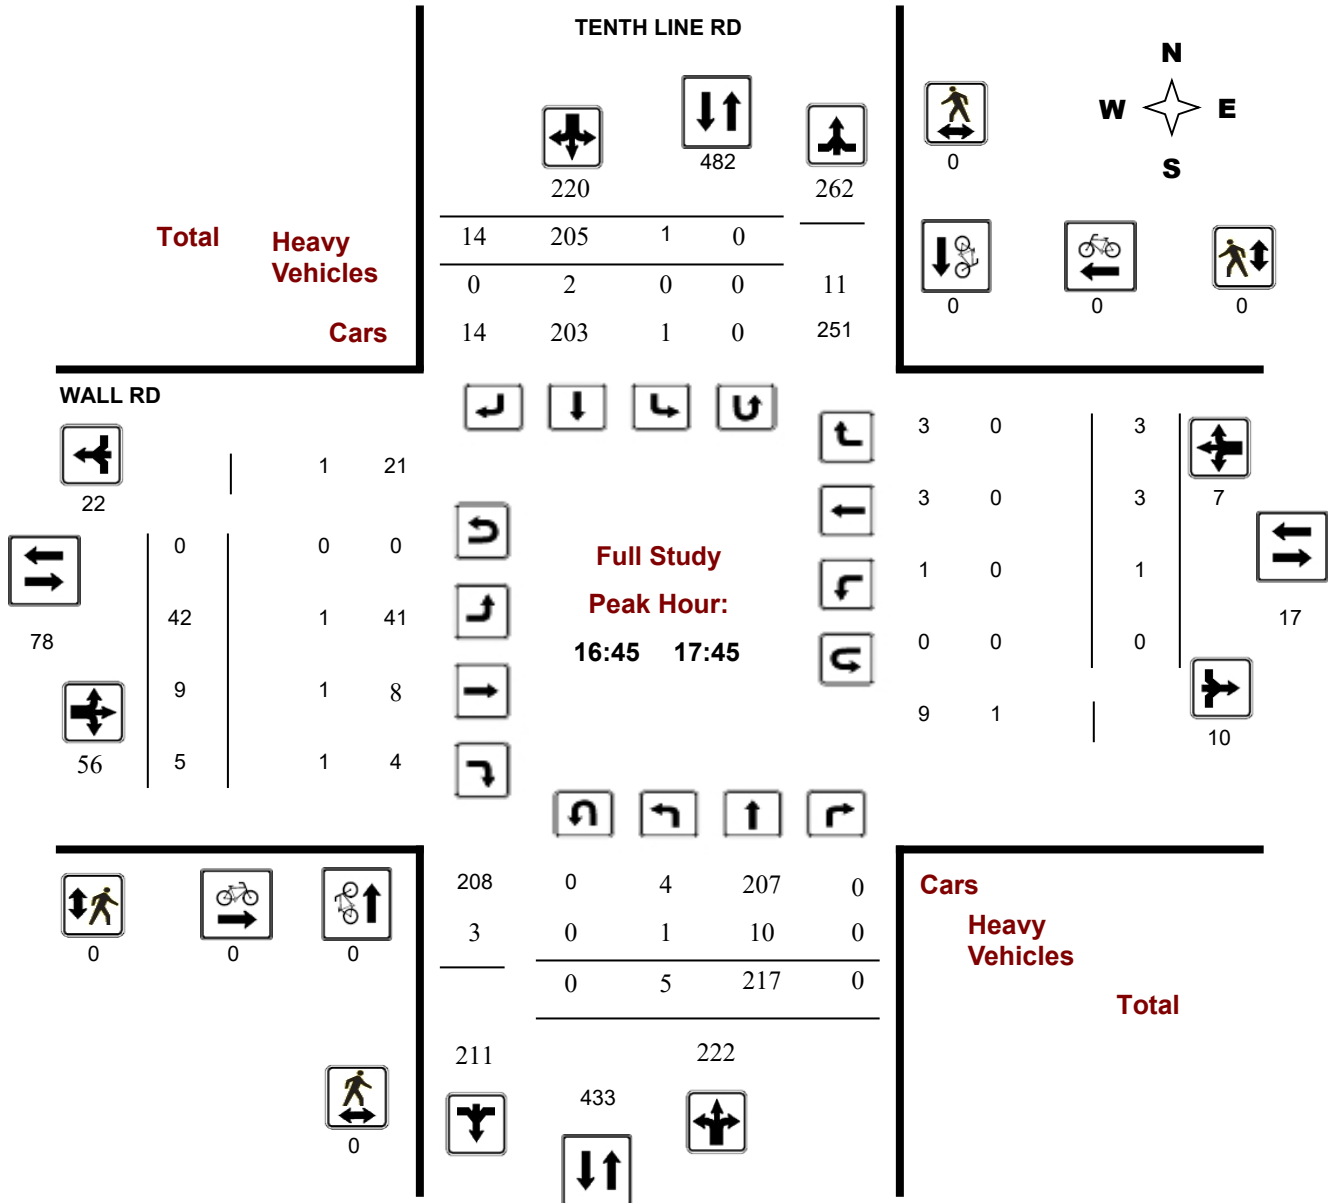 TENTH LINE RD
N
W E
S
482
0
220 262
Total Heavy Vehicles
14 205 1 0
0 2 0 0 11
0 0 0
Cars 14 203 1 0 251
WALL RD
3 0 3
1 21
22
3 0 3 7
0 0 0
Full Study
1 0 1
Peak Hour:
42 1 41
17
78
16:45 17:45
0 0 0
9 1 8
9 1
10
56 5 1 4
208 0 4 207 0
Cars
3 0 1 10 0
Heavy Vehicles
0 0 0
0 5 217 0
Total
211 222
433
0